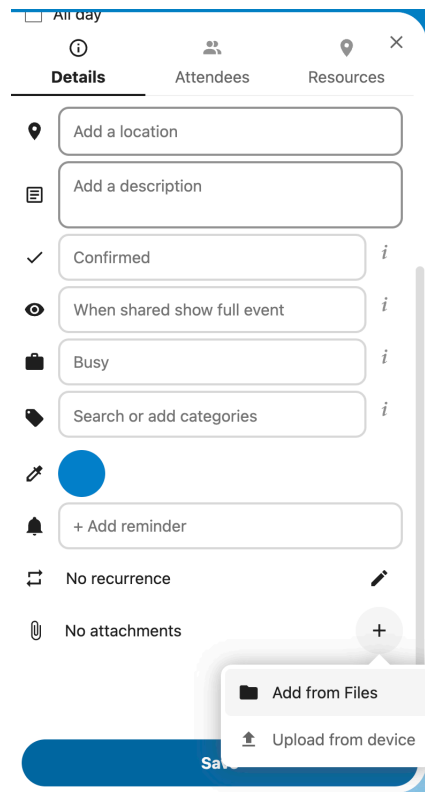 All day
Details
Attendees
Resources
Add a location
Add a description
Confirmed
i
When shared show full event
i
Busy
i
Search or add categories
i
+ Add reminder
No recurrence
No attachments
+
Add from Files
Upload from device
Save